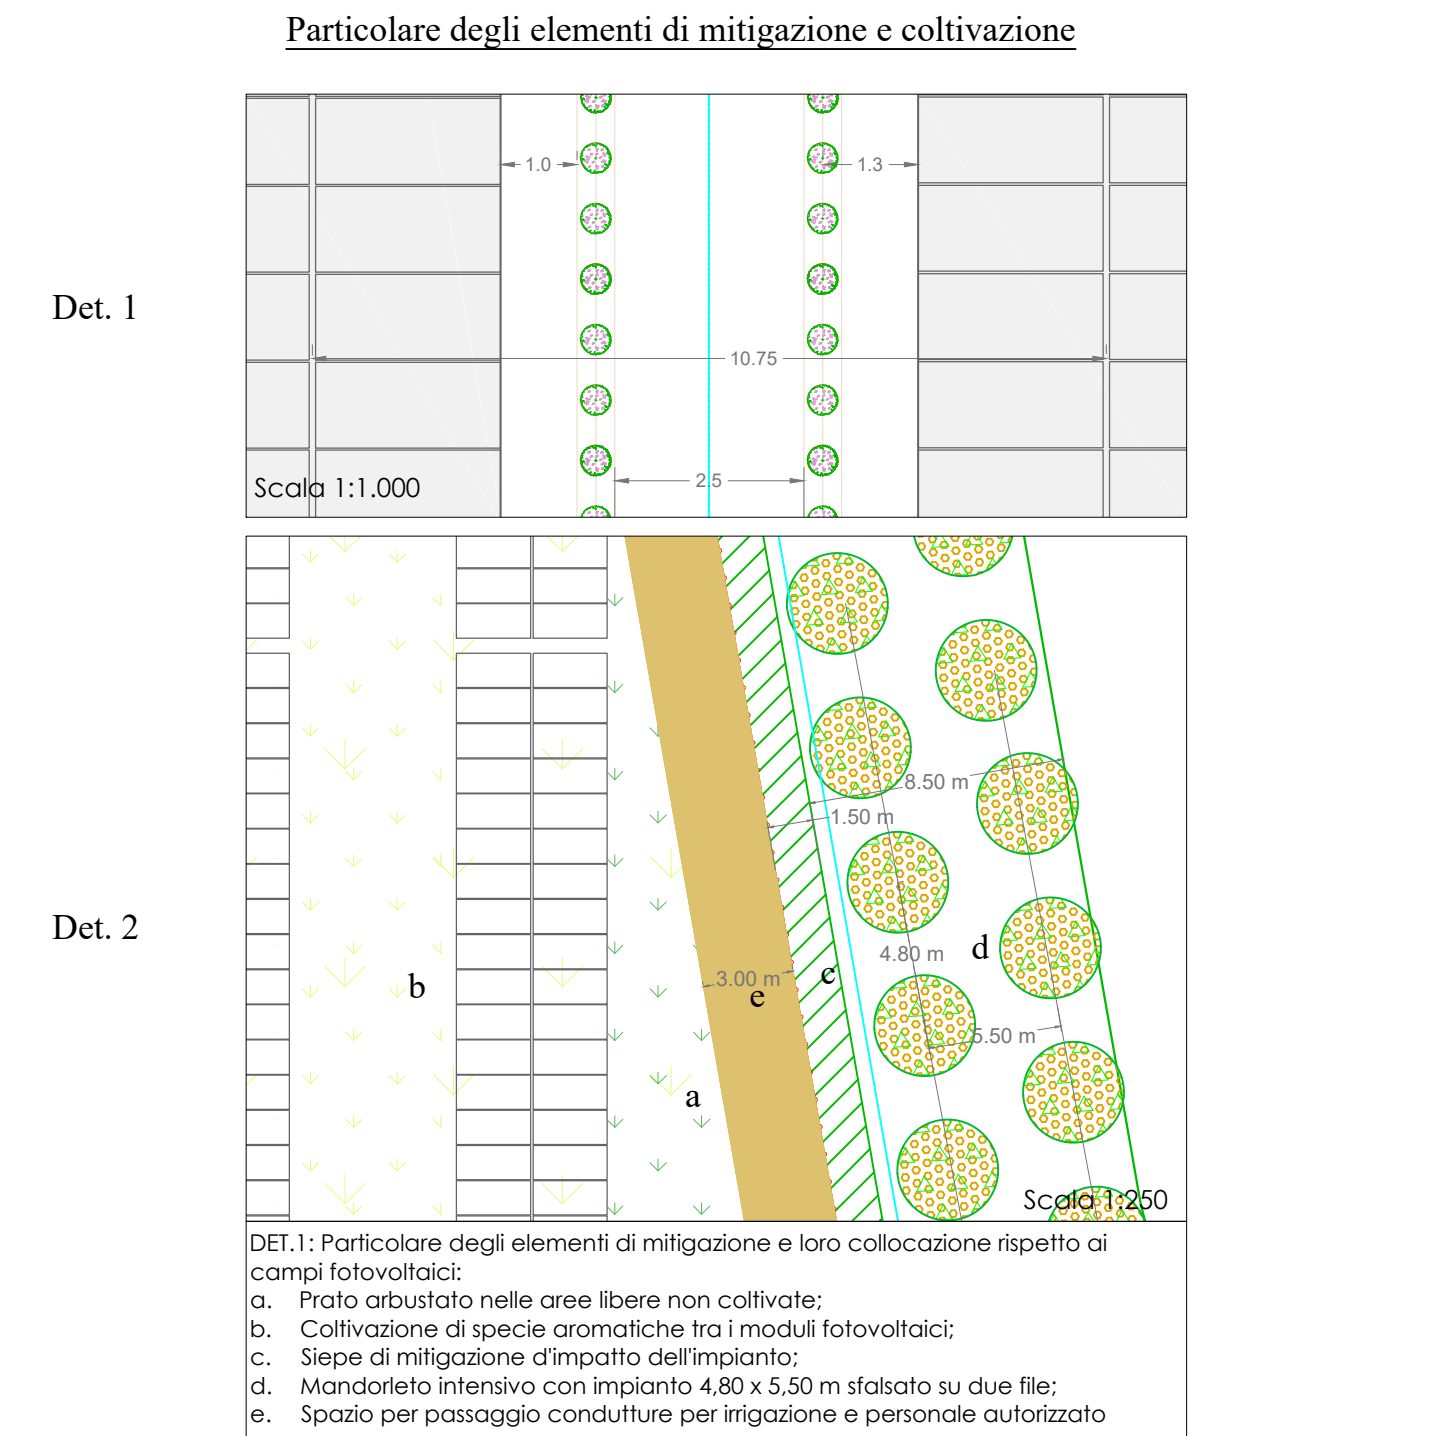 Particolare degli elementi di mitigazione e coltivazione
1.0
1.3
Det. 1
10.75
2.5
Scala 1:1.000
8.50 m
1.50 m
Det. 2
4.80 m
d
3.00 m
c
b
e
5.50 m
a
Scala 1:250
DET.1: Particolare degli elementi di mitigazione e loro collocazione rispetto ai
campi fotovoltaici:
a. Prato arbustato nelle aree libere non coltivate;
b. Coltivazione di specie aromatiche tra i moduli fotovoltaici;
c. Siepe di mitigazione d'impatto dell'impianto;
d. Mandorleto intensivo con impianto 4,80 x 5,50 m sfalsato su due file;
e. Spazio per passaggio condutture per irrigazione e personale autorizzato